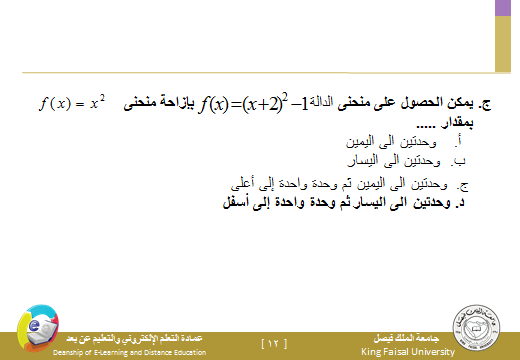 ج. يمكن الحصول على منحنى الدالة f(x)=(x+2)²−1 بإزاحة منحنى f(x) = x²
بمقدار .....
أ. وحدتين الى اليمين
ب. وحدتين الى اليسار
ج. وحدتين الى اليمين ثم وحدة واحدة إلى أعلى
د. وحدتين الى اليسار ثم وحدة واحدة إلى أسفل
جامعة الملك فيصل
King Faisal University
[ ١٢ ]
عمادة التعلم الإلكتروني والتعليم عن بعد
Deanship of E-Learning and Distance Education